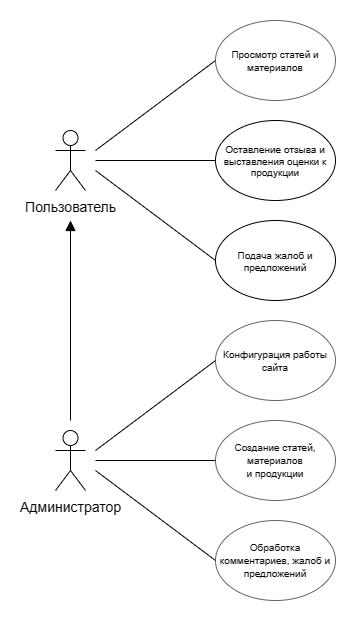 Просмотр статей и
материалов
Оставление отзыва и
выставления оценки к
продукции
Пользователь
Подача жалоб и
предложений
Конфигурация работы
сайта
Создание статей,
материалов
и продукции
Администратор
Обработка
комментариев, жалоб и
предложений